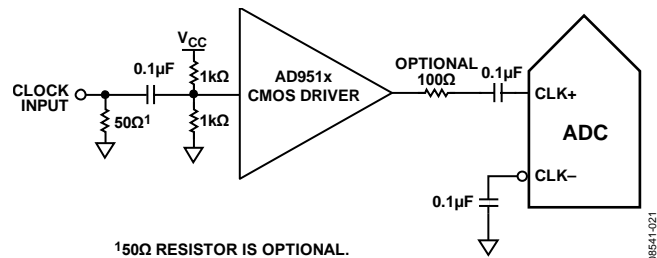 VCC
0.1µF
1kΩ
AD951x
CMOS DRIVER
OPTIONAL
100Ω
0.1µF
CLOCK
INPUT
50Ω1
1kΩ
CLK+
ADC
CLK–
0.1µF
150Ω RESISTOR IS OPTIONAL.
08541-021